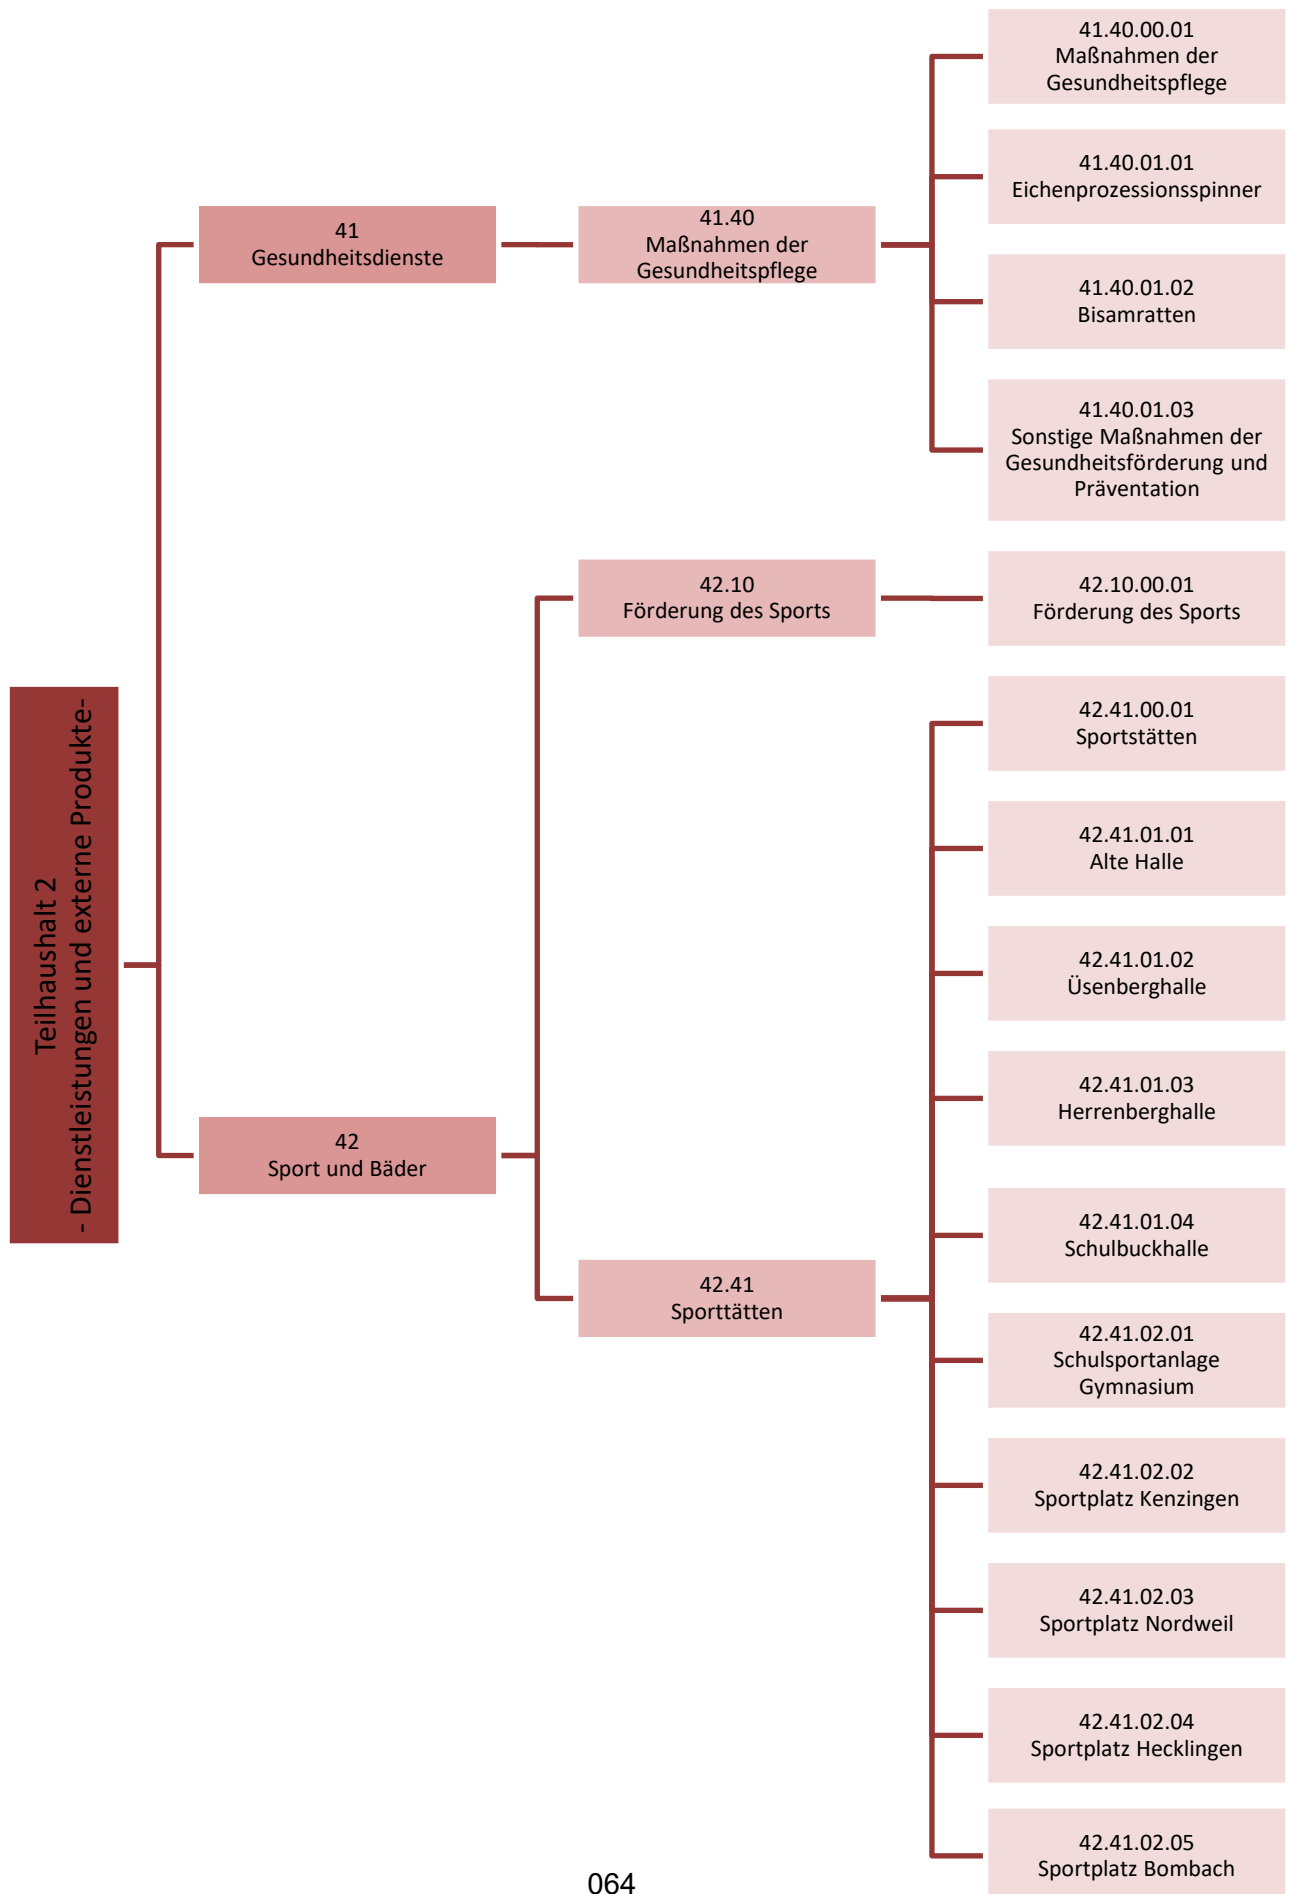 Teilhaushalt 2
- Dienstleistungen und externe Produkte-
41
Gesundheitsdienste
41.40
Maßnahmen der
Gesundheitspflege
41.40.00.01
Maßnahmen der
Gesundheitspflege
41.40.01.01
Eichenprozessionsspinner
41.40.01.02
Bisamratten
41.40.01.03
Sonstige Maßnahmen der
Gesundheitsförderung und
Präventation
42
Sport und Bäder
42.10
Förderung des Sports
42.10.00.01
Förderung des Sports
42.41
Sporttätten
42.41.00.01
Sportstätten
42.41.01.01
Alte Halle
42.41.01.02
Üsenberghalle
42.41.01.03
Herrenberghalle
42.41.01.04
Schulbuckhalle
42.41.02.01
Schulsportanlage
Gymnasium
42.41.02.02
Sportplatz Kenzingen
42.41.02.03
Sportplatz Nordweil
42.41.02.04
Sportplatz Hecklingen
42.41.02.05
Sportplatz Bombach
064